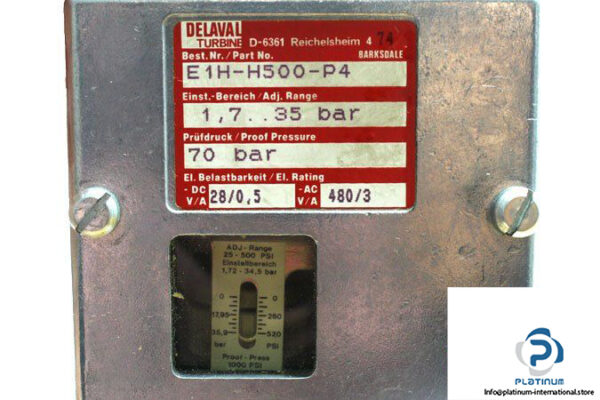 DELAVAL
TURBINE D-6361 Reichelsheim 4 74
Best.Nr./Part No. BARKSDALE
E1H-H500-P4
Einst.-Bereich/Adj. Range
1,7..35 bar
Prüfdruck/Proof Pressure
70 bar
El. Belastbarkeit/El. Rating
- DC V/A 28/0,5 - AC V/A 480/3
ADJ-Range
25-500 PSI
Einstellbereich
1,72-34,5 bar
0 0
17,95 260
35,9 520
bar PSI
Proof-Press
1000 PSI
PLATINUM
Email:info@platinum-international.store